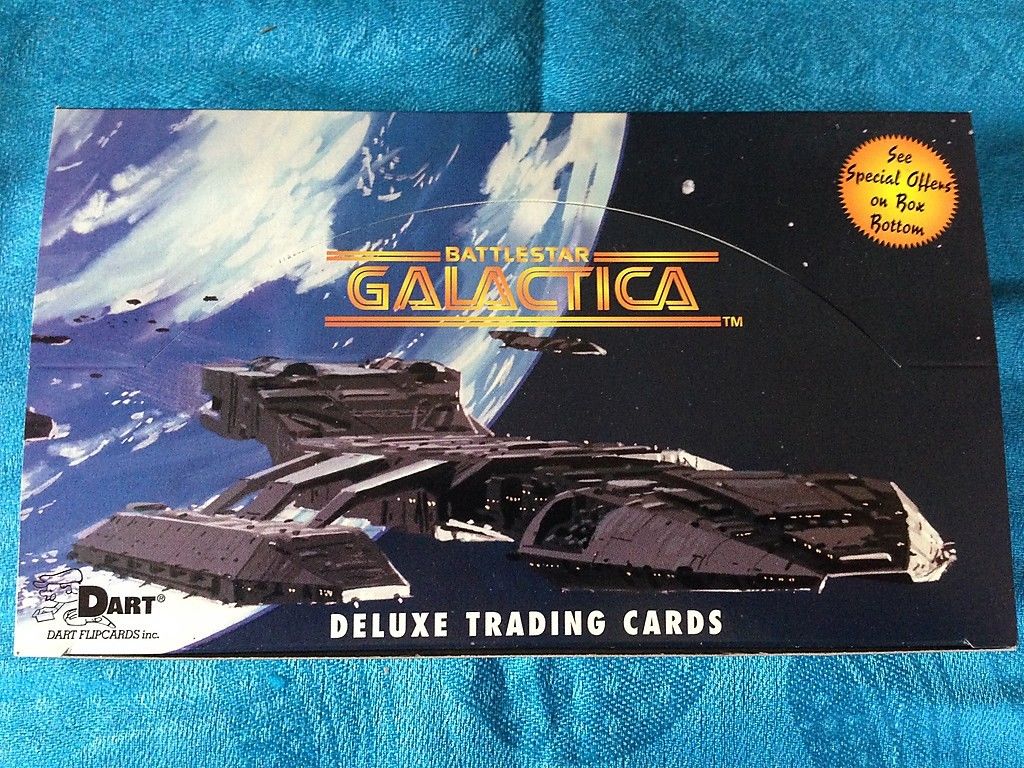 See
Special Offers
on Box
Bottom
BATTLESTAR
GALACTICA
TM
DART®
DART FLIPCARDS inc.
DELUXE TRADING CARDS